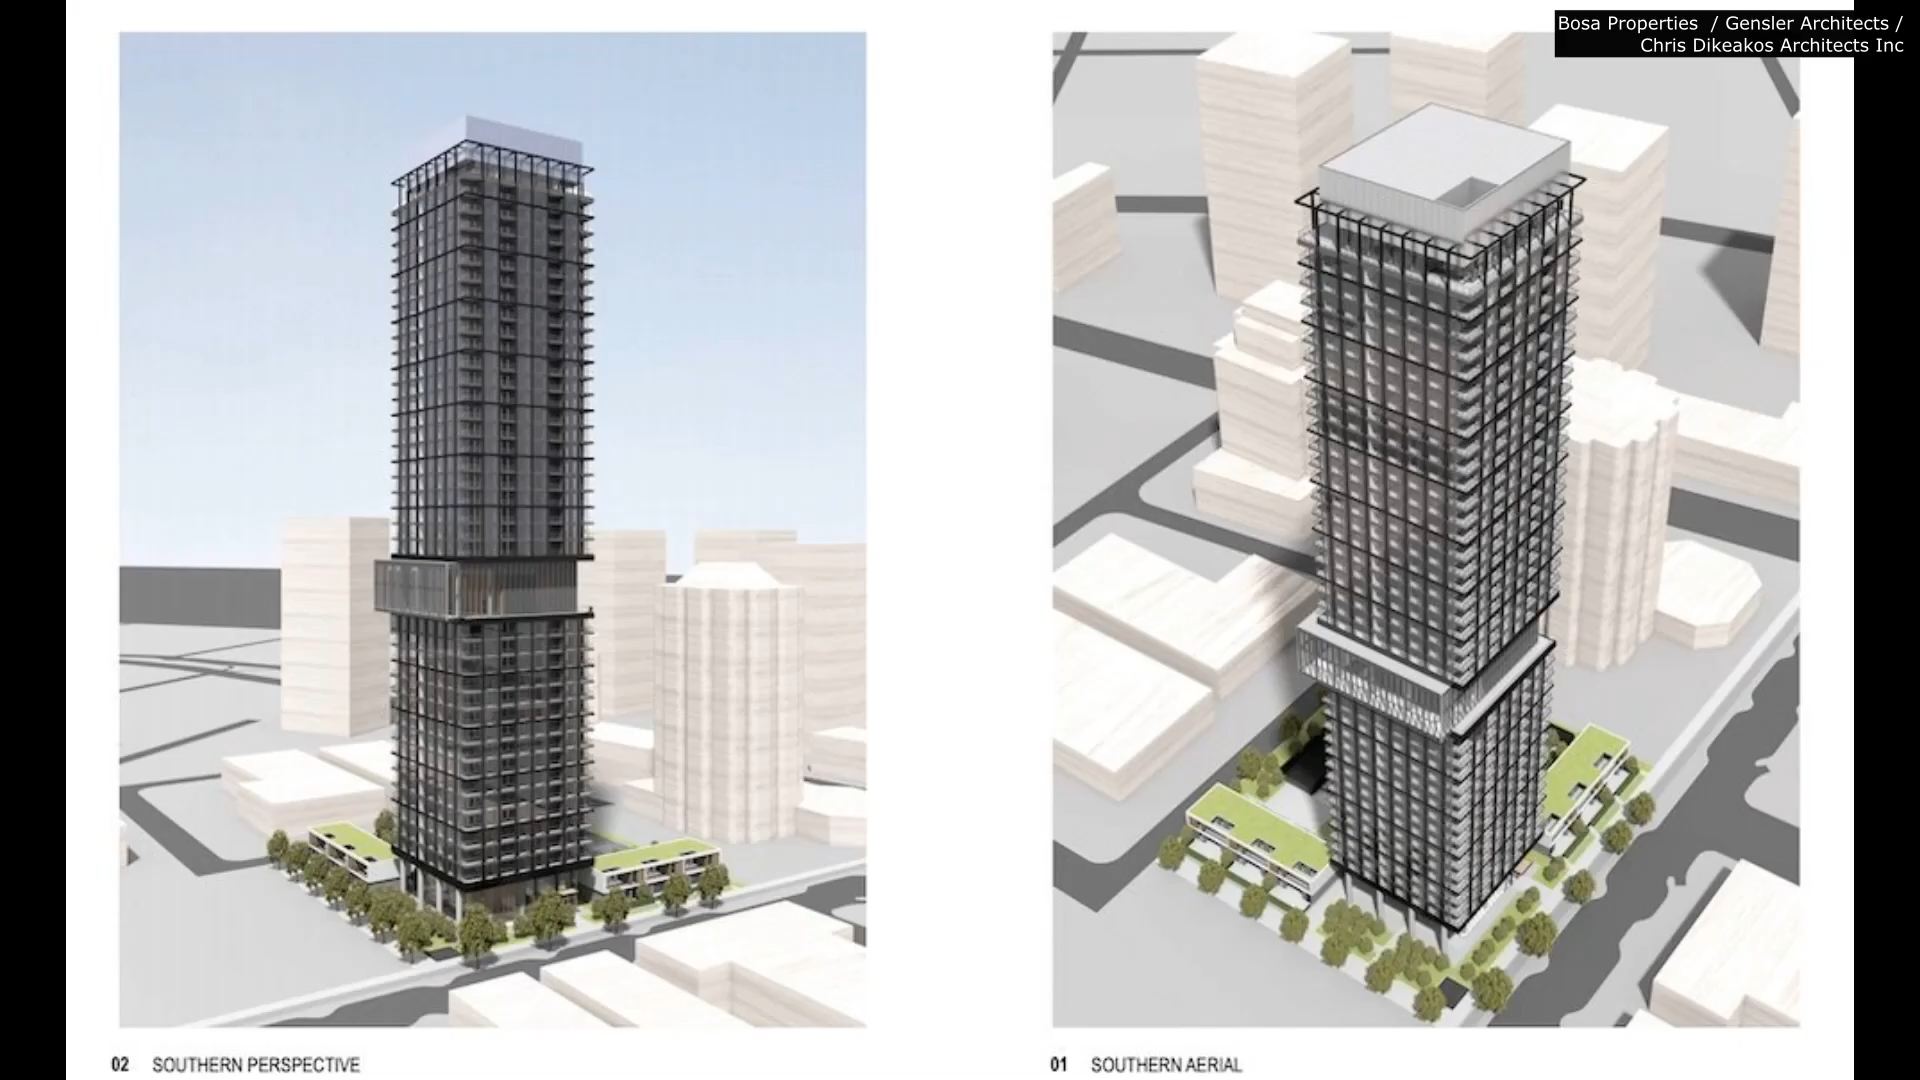 Bosa Properties / Gensler Architects /
Chris Dikeakos Architects Inc
02 SOUTHERN PERSPECTIVE
01 SOUTHERN AERIAL